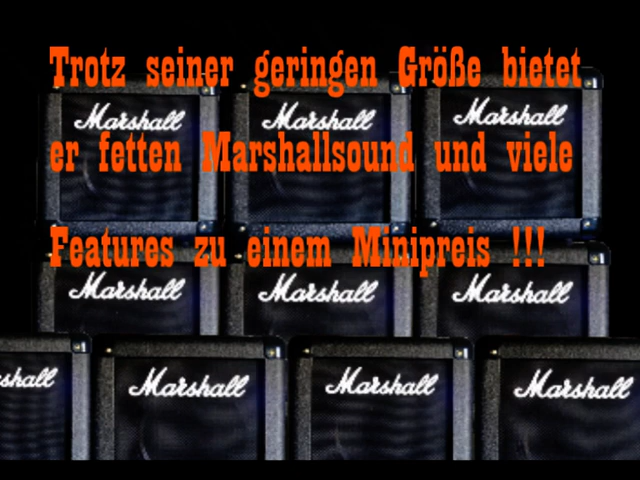 Trotz seiner geringen Größe bietet
Marshall Marshall Marshall
er fetten Marshallsound und viele
Features zu einem Minipreis !!!
Marshall Marshall Marshall
shall Marshall Marshall Marshall